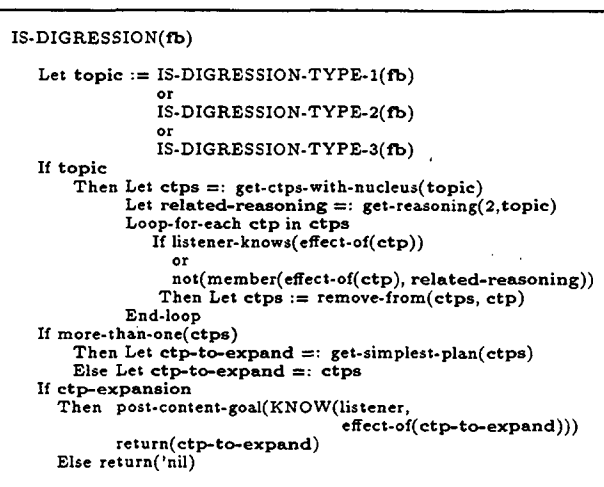 IS-DIGRESSION(fb)
Let topic := IS-DIGRESSION-TYPE-1(fb)
or
IS-DIGRESSION-TYPE-2(fb)
or
IS-DIGRESSION-TYPE-3(fb)
If topic
Then Let ctps =: get-ctps-with-nucleus(topic)
Let related-reasoning =: get-reasoning(2,topic)
Loop-for-each ctp in ctps
If listener-knows(effect-of(ctp))
or
not(member(effect-of(ctp), related-reasoning))
Then Let ctps := remove-from(ctps, ctp)
End-loop
If more-than-one(ctps)
Then Let ctp-to-expand =: get-simplest-plan(ctps)
Else Let ctp-to-expand =: ctps
If ctp-expansion
Then post-content-goal(KNOW(listener,
effect-of(ctp-to-expand)))
return(ctp-to-expand)
Else return('nil)